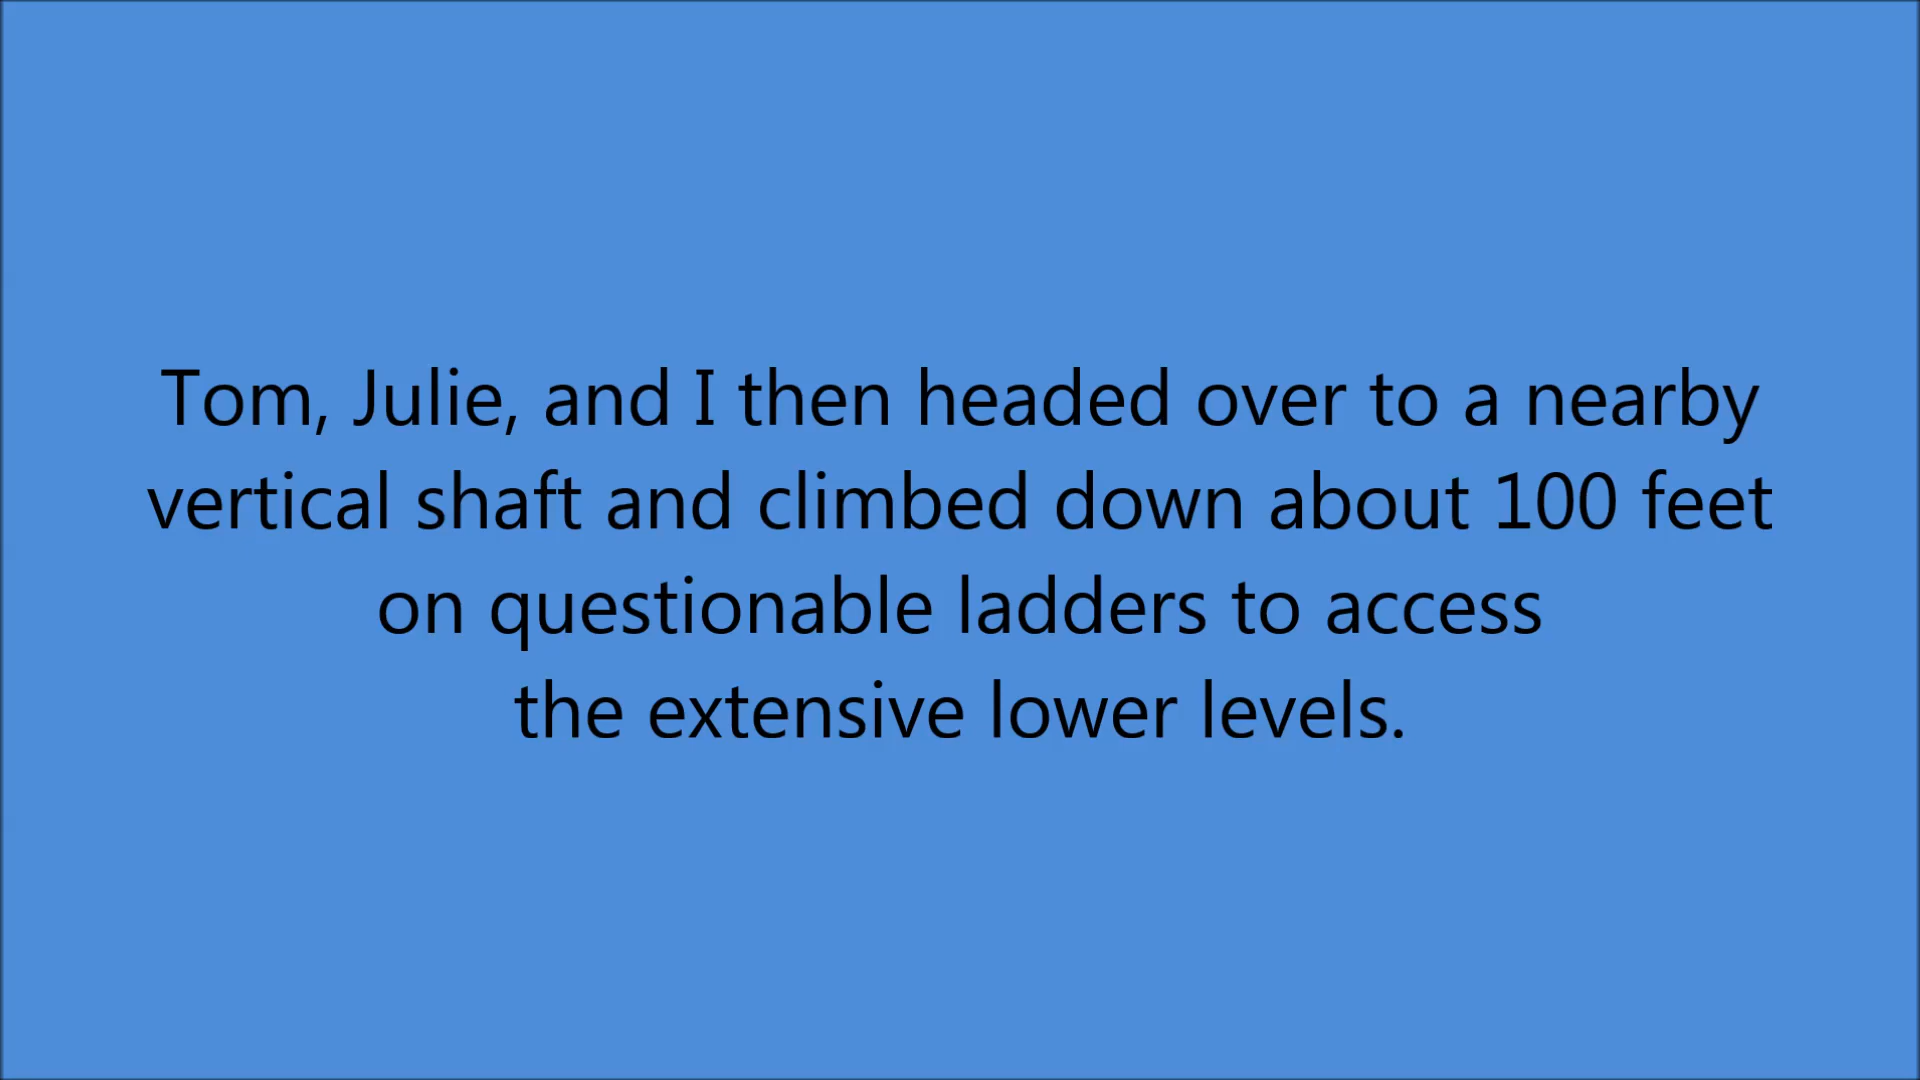 Tom, Julie, and I then headed over to a nearby
vertical shaft and climbed down about 100 feet
on questionable ladders to access
the extensive lower levels.